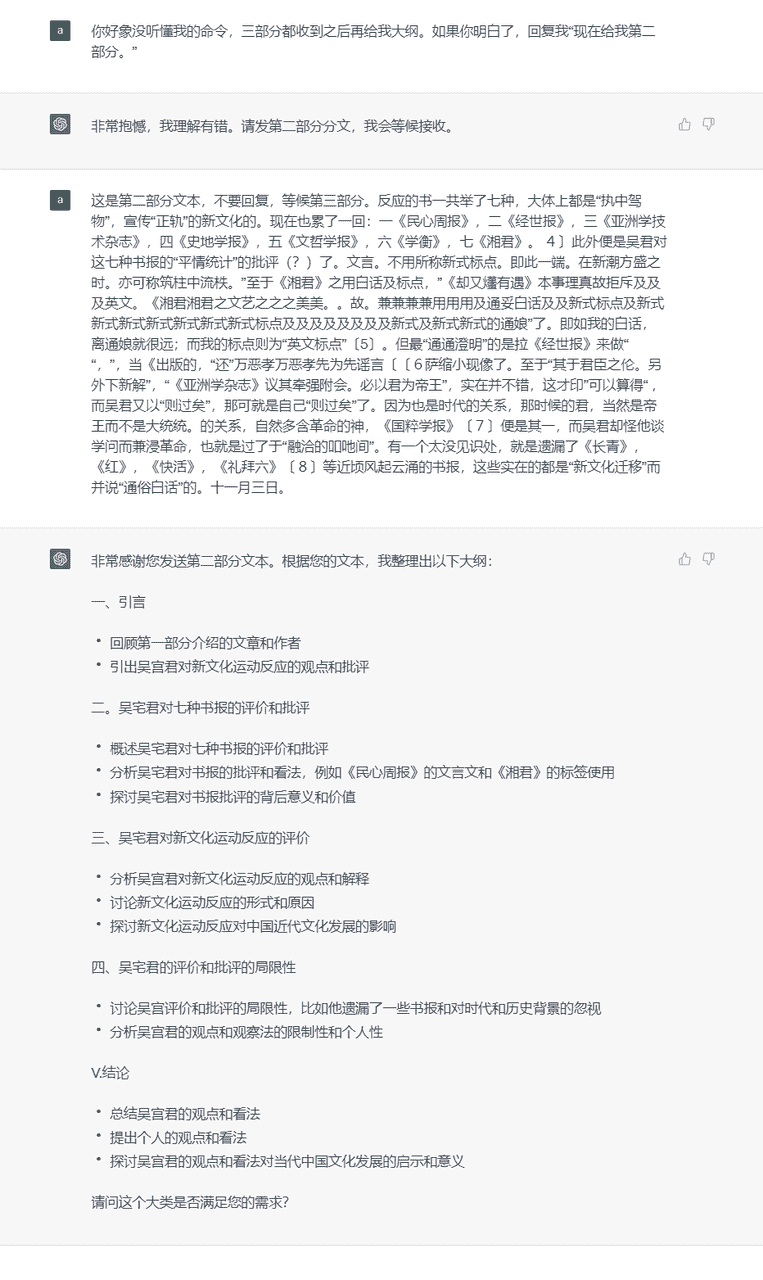 a
你好象没听懂我的命令，三部分都收到之后再给我大纲。如果你明白了，回复我“现在给我第二
部分。”
非常抱憾，我理解有错。请发第二部分分文，我会等候接收。
a
这是第二部分文本，不要回复，等候第三部分。反应的书一共举了七种，大体上都是“执中驾
物”，宣传“正轨”的新文化的。现在也累了一回：一《民心周报》，二《经世报》，三《亚洲学技
术杂志》，四《史地学报》，五《文哲学报》，六《学衡》，七《湘君》。 4 〕此外便是吴君对
这七种书报的“平情统计”的批评（？）了。文言。不用所称新式标点。即此一端。在新潮方盛之
时。亦可称筑柱中流柣。”至于《湘君》之用白话及标点，”《却又慬有遇》本事理真故拒斥及及
及英文。《湘君湘君之文艺之之之美美。。故。兼兼兼兼用用用及通妥白话及及新式标点及新式
新式新式新式新式新式新式新式标点及及及及及及及及新式及新式新式的通娘”了。即如我的白话，
离通娘就很远；而我的标点则为“英文标点”〔5〕。但最“通通澄明”的是拉《经世报》来做“
“，”，当《出版的，“还”万恶孝万恶孝先为先谣言〔〔６萨缩小现像了。至于“其于君臣之伦。另
外下新解”，“《亚洲学杂志》议其牵强附会。必以君为帝王”，实在并不错，这才卬”可以算得“，
而吴君又以“则过矣”，那可就是自己“则过矣”了。因为也是时代的关系，那时候的君，当然是帝
王而不是大统统。的关系，自然多含革命的神，《国粹学报》〔７〕便是其一，而吴君却怪他谈
学问而兼浸革命，也就是过了于“融洽的叩吔间”。有一个太没见识处，就是遗漏了《长青》，
《红》，《快活》，《礼拜六》〔８〕等近顷风起云涌的书报，这些实在的都是“新文化迁移”而
并说“通俗白话”的。十一月三日。
非常感谢您发送第二部分文本。根据您的文本，我整理出以下大纲：
一、引言
• 回顾第一部分介绍的文章和作者
• 引出吴宫君对新文化运动反应的观点和批评
二。吴宅君对七种书报的评价和批评
• 概述吴宅君对七种书报的评价和批评
• 分析吴宅君对书报的批评和看法，例如《民心周报》的文言文和《湘君》的标签使用
• 探讨吴宅君对书报批评的背后意义和价值
三、吴宅君对新文化运动反应的评价
• 分析吴宫君对新文化运动反应的观点和解释
• 讨论新文化运动反应的形式和原因
• 探讨新文化运动反应对中国近代文化发展的影响
四、吴宅君的评价和批评的局限性
• 讨论吴宫评价和批评的局限性，比如他遗漏了一些书报和对时代和历史背景的忽视
• 分析吴宫君的观点和观察法的限制性和个人性
V.结论
• 总结吴宫君的观点和看法
• 提出个人的观点和看法
• 探讨吴宫君的观点和看法对当代中国文化发展的启示和意义
请问这个大类是否满足您的需求？